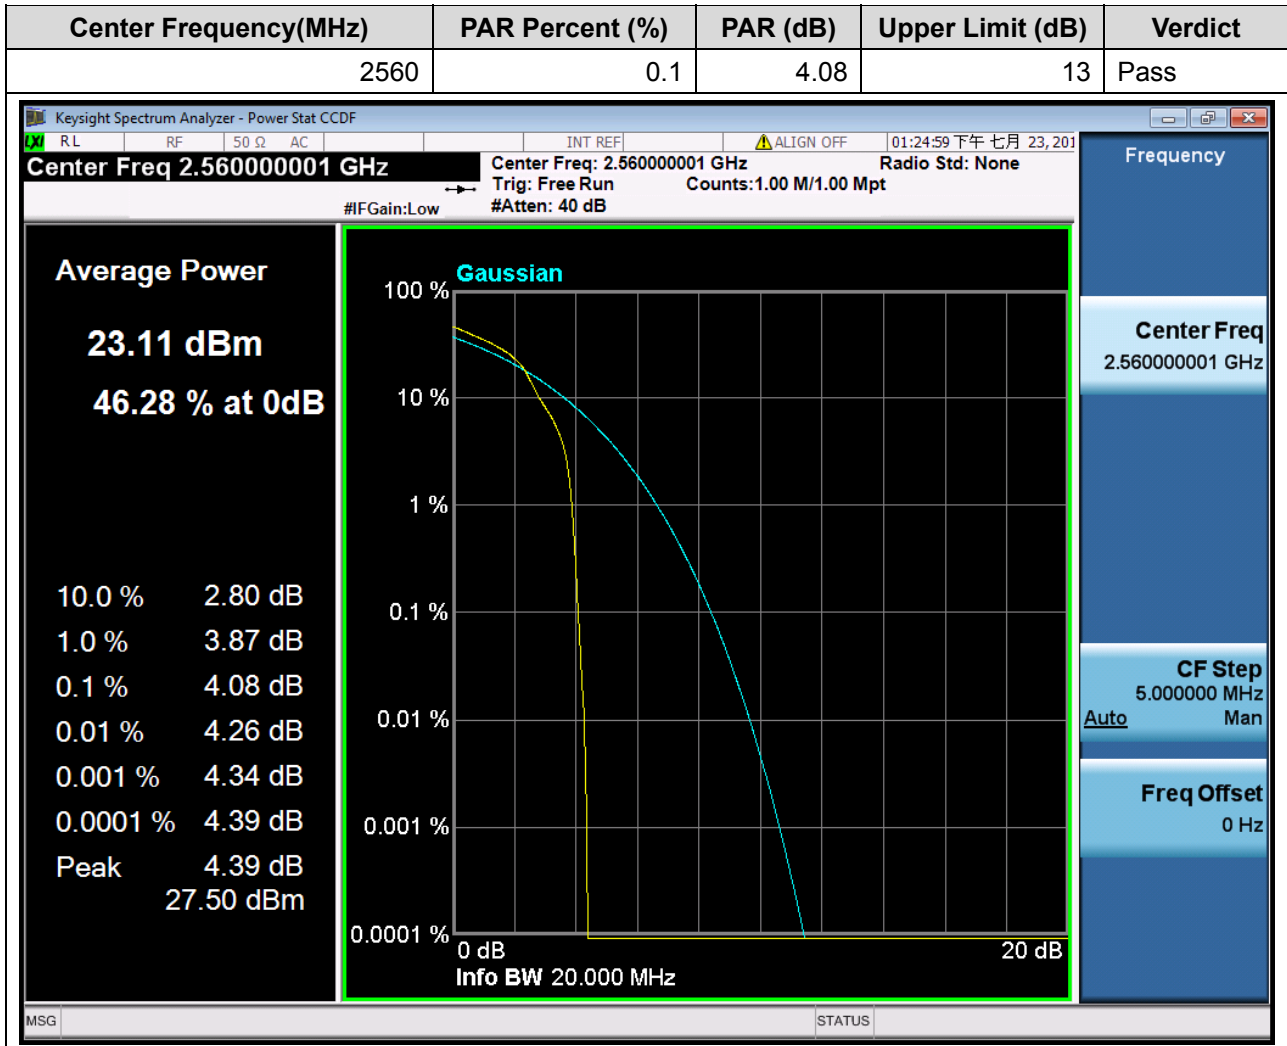 Center Frequency(MHz) PAR Percent (%) PAR (dB) Upper Limit (dB) Verdict
2560 0.1 4.08 13 Pass
Keysight Spectrum Analyzer - Power Stat CCDF
LXI RL RF 50 Ω AC INT REF ALIGN OFF 01:24:59 下午 七月 23, 201
Center Freq 2.560000001 GHz
Center Freq: 2.560000001 GHz Radio Std: None
Trig: Free Run Counts:1.00 M/1.00 Mpt
#IFGain:Low #Atten: 40 dB
Average Power
23.11 dBm
46.28 % at 0dB
10.0 % 2.80 dB
1.0 % 3.87 dB
0.1 % 4.08 dB
0.01 % 4.26 dB
0.001 % 4.34 dB
0.0001 % 4.39 dB
Peak 4.39 dB
27.50 dBm
Gaussian
100 %
10 %
1 %
0.1 %
0.01 %
0.001 %
0.0001 %
0 dB 20 dB
Info BW 20.000 MHz
Frequency
Center Freq
2.560000001 GHz
CF Step
5.000000 MHz
Auto Man
Freq Offset
0 Hz
MSG STATUS